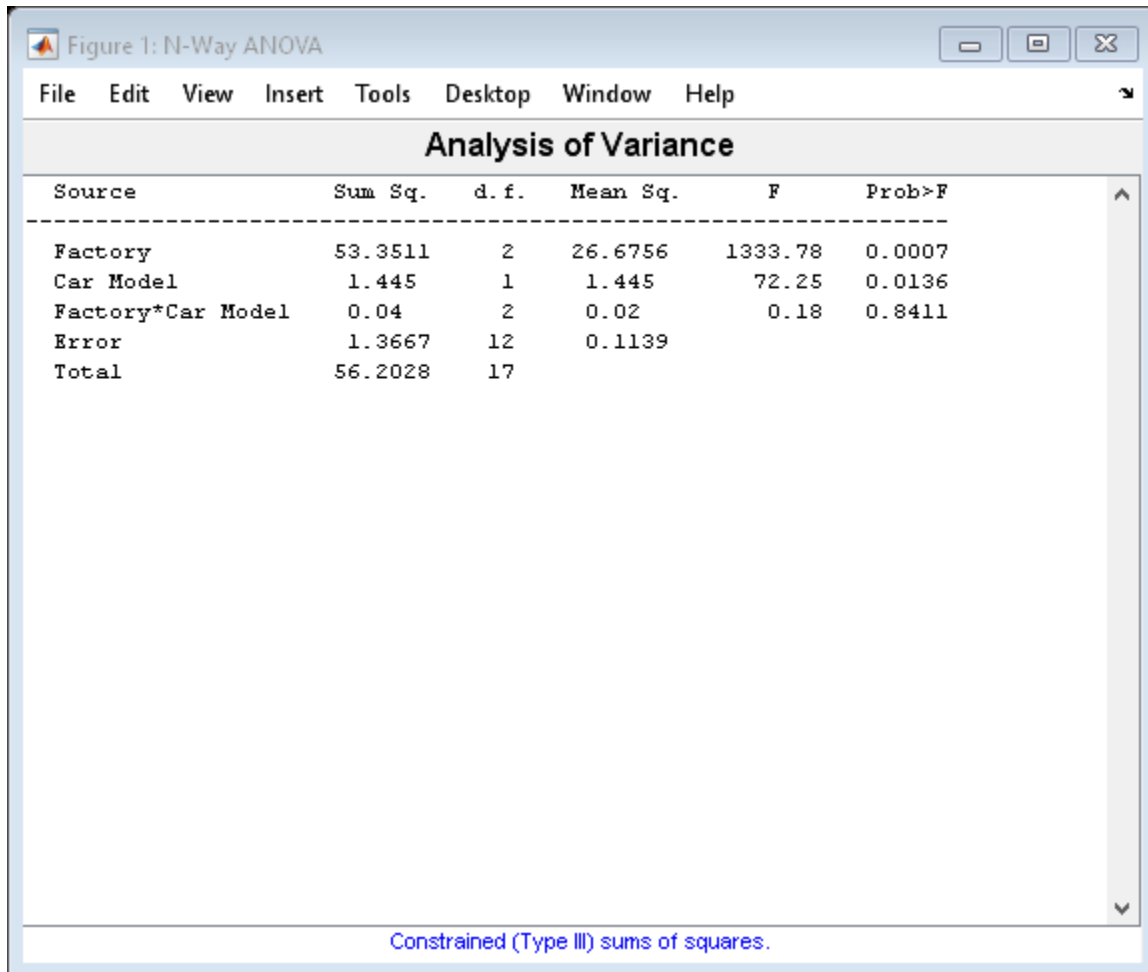 Figure 1: N-Way ANOVA
File Edit View Insert Tools Desktop Window Help
Analysis of Variance
Source Sum Sq. d.f. Mean Sq. F Prob>F
Factory 53.3511 2 26.6756 1333.78 0.0007
Car Model 1.445 1 1.445 72.25 0.0136
Factory*Car Model 0.04 2 0.02 0.18 0.8411
Error 1.3667 12 0.1139
Total 56.2028 17
Constrained (Type III) sums of squares.